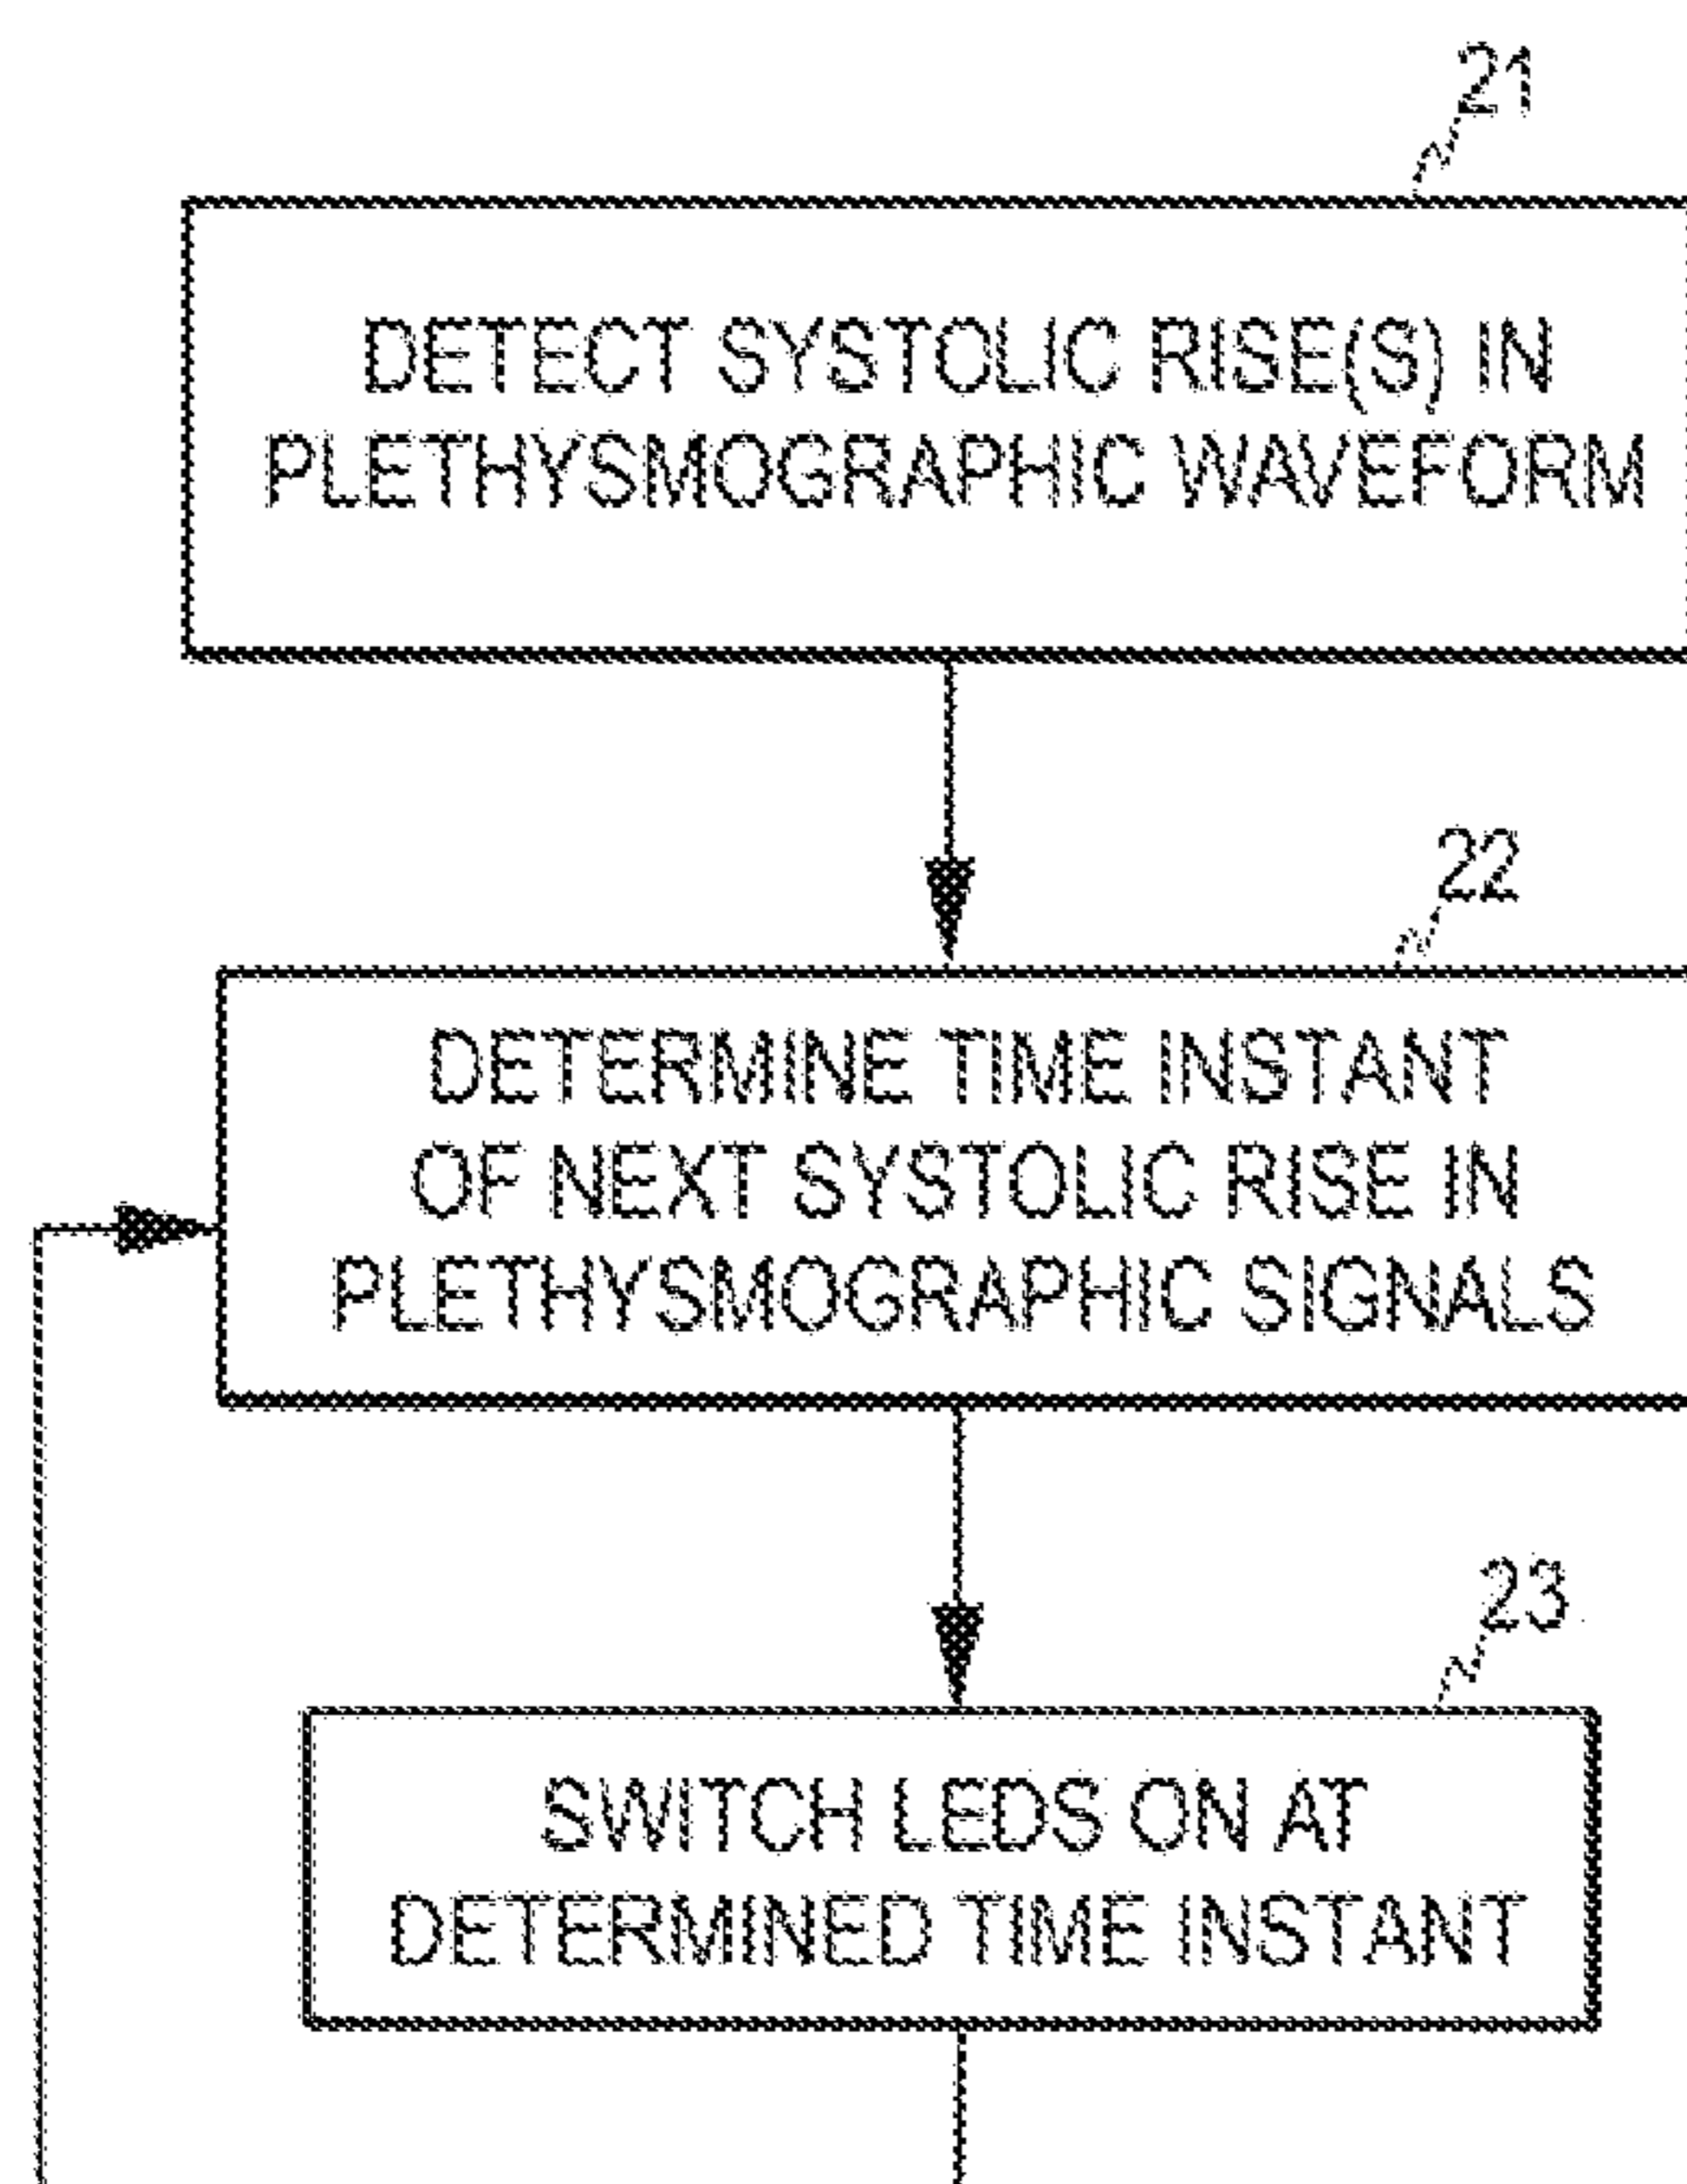 21
DETECT SYSTOLIC RISE(S) IN
PLETHYSMOGRAPHIC WAVEFORM
22
DETERMINE TIME INSTANT
OF NEXT SYSTOLIC RISE IN
PLETHYSMOGRAPHIC SIGNALS
23
SWITCH LEDS ON AT
DETERMINED TIME INSTANT